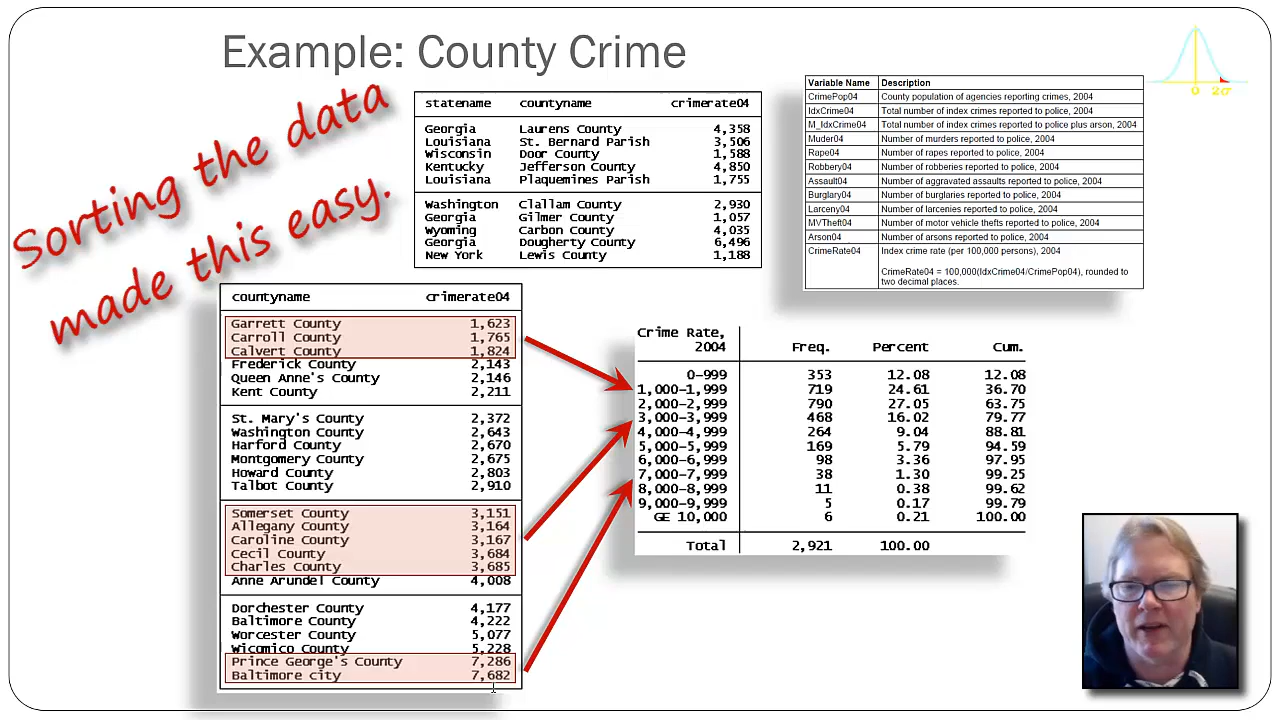 Example: County Crime
0 2σ
Sorting the data
made this easy.
statename countyname crimerate04
Georgia Laurens County 4,358
Louisiana St. Bernard Parish 3,506
Wisconsin Door County 1,588
Kentucky Jefferson County 4,850
Louisiana Plaquemines Parish 1,755
Washington Clallam County 2,930
Georgia Gilmer County 1,057
Wyoming Carbon County 4,035
Georgia Dougherty County 6,496
New York Lewis County 1,188
Variable Name Description
CrimePop04 County population of agencies reporting crimes, 2004
IdxCrime04 Total number of index crimes reported to police, 2004
M_IdxCrime04 Total number of index crimes reported to police plus arson, 2004
Muder04 Number of murders reported to police, 2004
Rape04 Number of rapes reported to police, 2004
Robbery04 Number of robberies reported to police, 2004
Assault04 Number of aggravated assaults reported to police, 2004
Burglary04 Number of burglaries reported to police, 2004
Larceny04 Number of larcenies reported to police, 2004
MVTheft04 Number of motor vehicle thefts reported to police, 2004
Arson04 Number of arsons reported to police, 2004
CrimeRate04 Index crime rate (per 100,000 persons), 2004
CrimeRate04 = 100,000(IdxCrime04/CrimePop04), rounded to
two decimal places.
countyname crimerate04
Garrett County 1,623
Carroll County 1,765
Calvert County 1,824
Frederick County 2,143
Queen Anne's County 2,146
Kent County 2,211
St. Mary's County 2,372
Washington County 2,643
Harford County 2,670
Montgomery County 2,675
Howard County 2,803
Talbot County 2,910
Somerset County 3,151
Allegany County 3,164
Caroline County 3,167
Cecil County 3,684
Charles County 3,685
Anne Arundel County 4,008
Dorchester County 4,177
Baltimore County 4,222
Worcester County 5,077
Wicomico County 5,228
Prince George's County 7,286
Baltimore city 7,682
Crime Rate,
2004 Freq. Percent Cum.
0-999 353 12.08 12.08
1,000-1,999 719 24.61 36.70
2,000-2,999 790 27.05 63.75
3,000-3,999 468 16.02 79.77
4,000-4,999 264 9.04 88.81
5,000-5,999 169 5.79 94.59
6,000-6,999 98 3.36 97.95
7,000-7,999 38 1.30 99.25
8,000-8,999 11 0.38 99.62
9,000-9,999 5 0.17 99.79
GE 10,000 6 0.21 100.00
Total 2,921 100.00